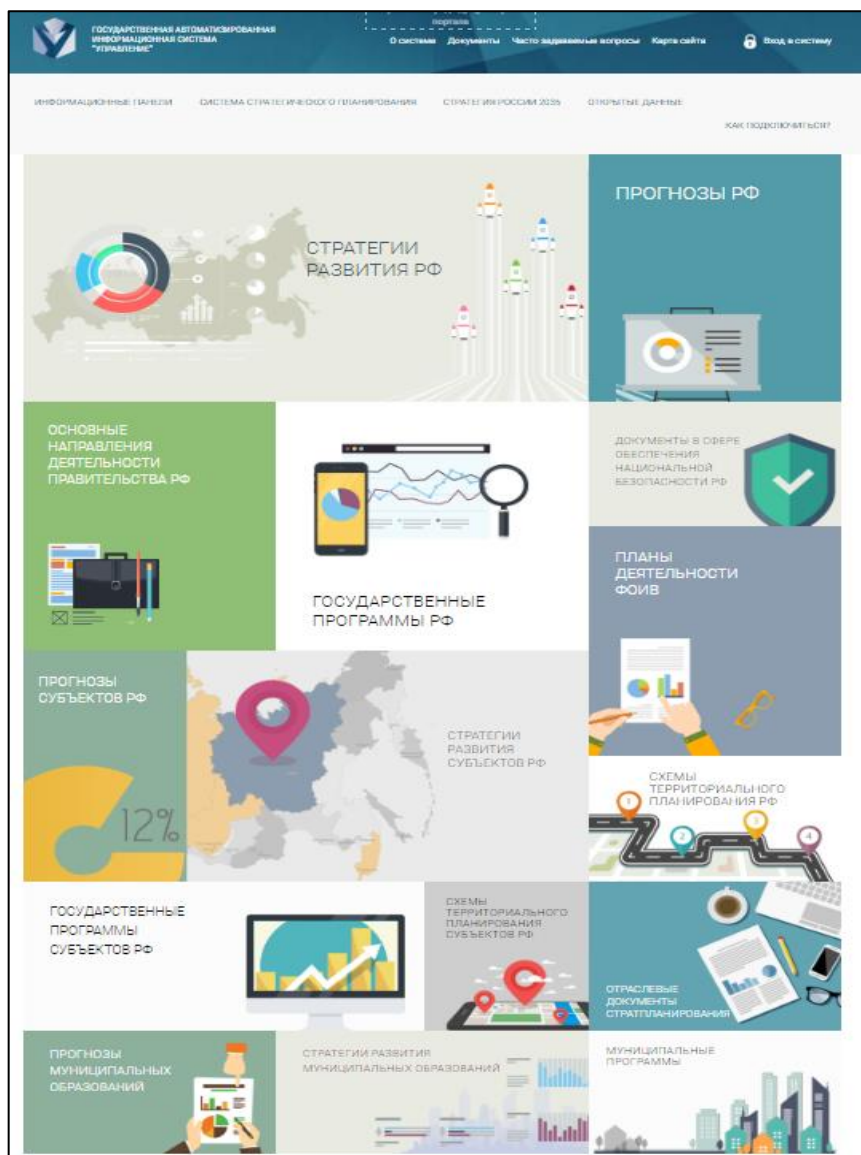 портала
ГОСУДАРСТВЕННАЯ АВТОМАТИЗИРОВАННАЯ
ИНФОРМАЦИОННАЯ СИСТЕМА
"УПРАВЛЕНИЕ"
О системе Документы Часто задаваемые вопросы Карта сайта Вход в систему
ИНФОРМАЦИОННЫЕ ПАНЕЛИ СИСТЕМА СТРАТЕГИЧЕСКОГО ПЛАНИРОВАНИЯ СТРАТЕГИЯ РОССИИ 2035 ОТКРЫТЫЕ ДАННЫЕ
КАК ПОДКЛЮЧИТЬСЯ?
СТРАТЕГИИ
РАЗВИТИЯ РФ
ПРОГНОЗЫ РФ
ОСНОВНЫЕ
НАПРАВЛЕНИЯ
ДЕЯТЕЛЬНОСТИ
ПРАВИТЕЛЬСТВА РФ
ГОСУДАРСТВЕННЫЕ
ПРОГРАММЫ РФ
ДОКУМЕНТЫ В СФЕРЕ
ОБЕСПЕЧЕНИЯ
НАЦИОНАЛЬНОЙ
БЕЗОПАСНОСТИ РФ
ПЛАНЫ
ДЕЯТЕЛЬНОСТИ
ФОИВ
ПРОГНОЗЫ
СУБЪЕКТОВ РФ
12%
СТРАТЕГИИ
РАЗВИТИЯ
СУБЪЕКТОВ РФ
СХЕМЫ
ТЕРРИТОРИАЛЬНОГО
ПЛАНИРОВАНИЯ РФ
1
2
3
4
ГОСУДАРСТВЕННЫЕ
ПРОГРАММЫ
СУБЪЕКТОВ РФ
СХЕМЫ
ТЕРРИТОРИАЛЬНОГО
ПЛАНИРОВАНИЯ
СУБЪЕКТОВ РФ
ОТРАСЛЕВЫЕ
ДОКУМЕНТЫ
СТРАТПЛАНИРОВАНИЯ
ПРОГНОЗЫ
МУНИЦИПАЛЬНЫХ
ОБРАЗОВАНИЙ
СТРАТЕГИИ РАЗВИТИЯ
МУНИЦИПАЛЬНЫХ ОБРАЗОВАНИЙ
МУНИЦИПАЛЬНЫЕ
ПРОГРАММЫ